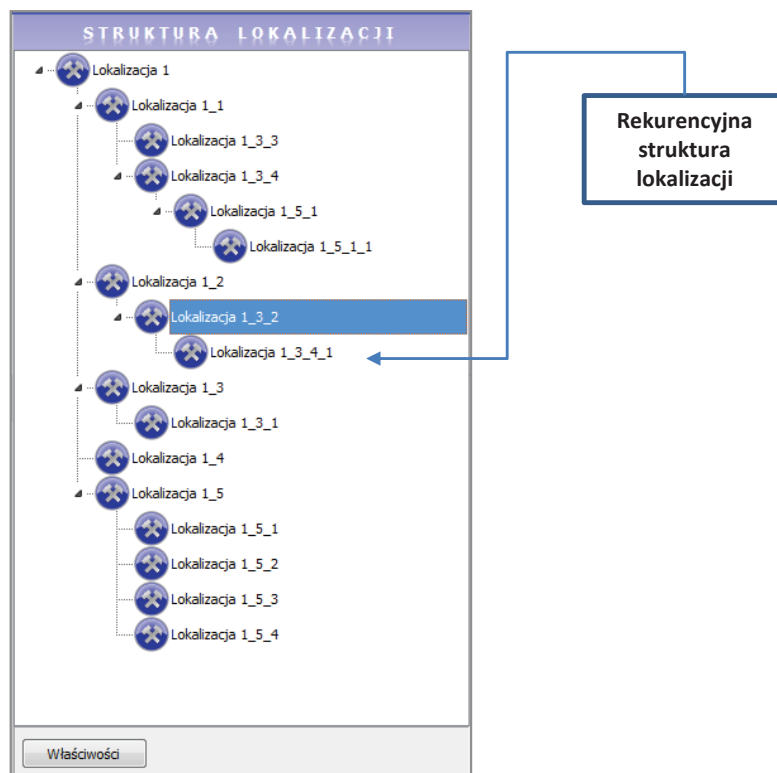 STRUKTURA LOKALIZACJI
Lokalizacja 1
Lokalizacja 1_1
Lokalizacja 1_3_3
Lokalizacja 1_3_4
Lokalizacja 1_5_1
Lokalizacja 1_5_1_1
Lokalizacja 1_2
Lokalizacja 1_3_2
Lokalizacja 1_3_4_1
Lokalizacja 1_3
Lokalizacja 1_3_1
Lokalizacja 1_4
Lokalizacja 1_5
Lokalizacja 1_5_1
Lokalizacja 1_5_2
Lokalizacja 1_5_3
Lokalizacja 1_5_4
Właściwości
Rekurencyjna
struktura
lokalizacji